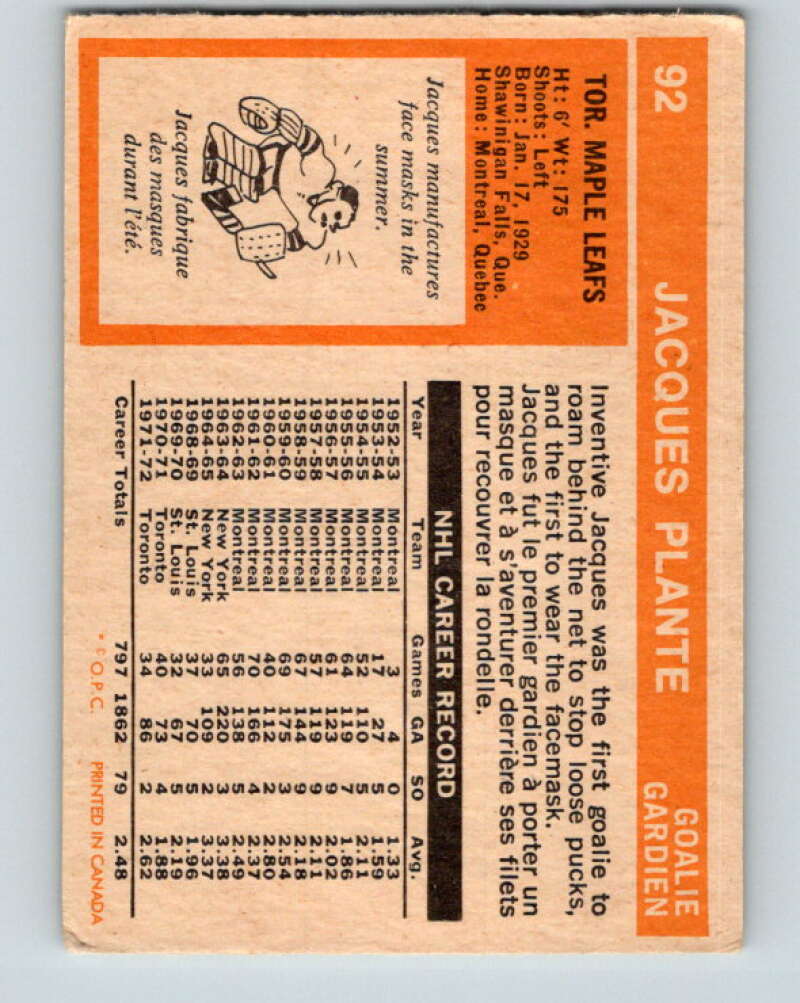 92 JACQUES PLANTE GOALIE
GARDIEN
TOR. MAPLE LEAFS
Ht: 6' Wt: 175
Shoots: Left
Born: Jan. 17, 1929
Shawinigan Falls, Que.
Home: Montreal, Quebec
Jacques manufactures
face masks in the
summer.
Jacques fabrique
des masques
durant l'été.
Inventive Jacques was the first goalie to
roam behind the net to stop loose pucks,
and the first to wear the facemask.
Jacques fut le premier gardien à porter un
masque et à s'aventurer derrière ses filets
pour recouvrer la rondelle.
NHL CAREER RECORD
Year Team Games GA SO Avg.
1952-53 Montreal 3 4 0 1.33
1953-54 Montreal 17 27 5 1.59
1954-55 Montreal 52 110 5 2.11
1955-56 Montreal 64 119 7 1.86
1956-57 Montreal 61 123 9 2.02
1957-58 Montreal 57 119 9 2.11
1958-59 Montreal 67 144 9 2.18
1959-60 Montreal 69 175 3 2.54
1960-61 Montreal 40 112 2 2.80
1961-62 Montreal 70 166 4 2.37
1962-63 Montreal 56 138 5 2.49
1963-64 New York 65 220 3 3.38
1964-65 New York 33 109 2 3.37
1968-69 St. Louis 37 70 5 1.96
1969-70 St. Louis 32 67 5 2.19
1970-71 Toronto 40 73 4 1.88
1971-72 Toronto 34 86 2 2.62
Career Totals 797 1862 79 2.48
* © O.P.C. PRINTED IN CANADA